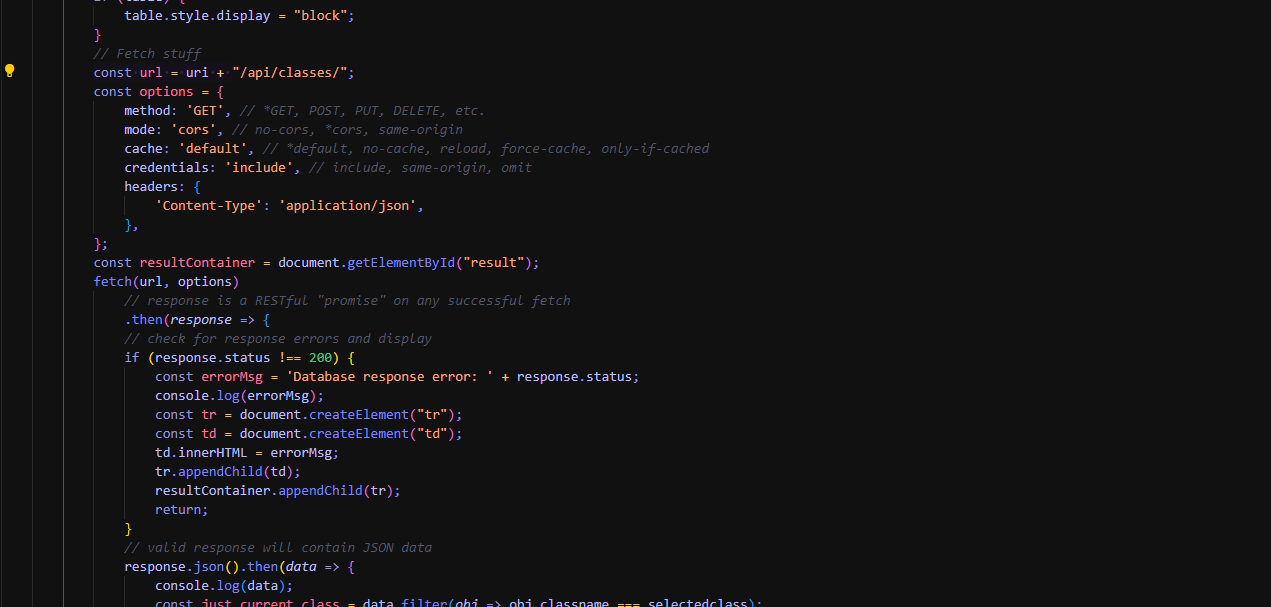 table.style.display = "block";
}
// Fetch stuff
const url = uri + "/api/classes/";
const options = {
method: 'GET', // *GET, POST, PUT, DELETE, etc.
mode: 'cors', // no-cors, *cors, same-origin
cache: 'default', // *default, no-cache, reload, force-cache, only-if-cached
credentials: 'include', // include, same-origin, omit
headers: {
'Content-Type': 'application/json',
},
};
const resultContainer = document.getElementById("result");
fetch(url, options)
// response is a RESTful "promise" on any successful fetch
.then(response => {
// check for response errors and display
if (response.status !== 200) {
const errorMsg = 'Database response error: ' + response.status;
console.log(errorMsg);
const tr = document.createElement("tr");
const td = document.createElement("td");
td.innerHTML = errorMsg;
tr.appendChild(td);
resultContainer.appendChild(tr);
return;
}
// valid response will contain JSON data
response.json().then(data => {
console.log(data);
const just_current_class = data.filter(obj => obj.classname === selectedclass);